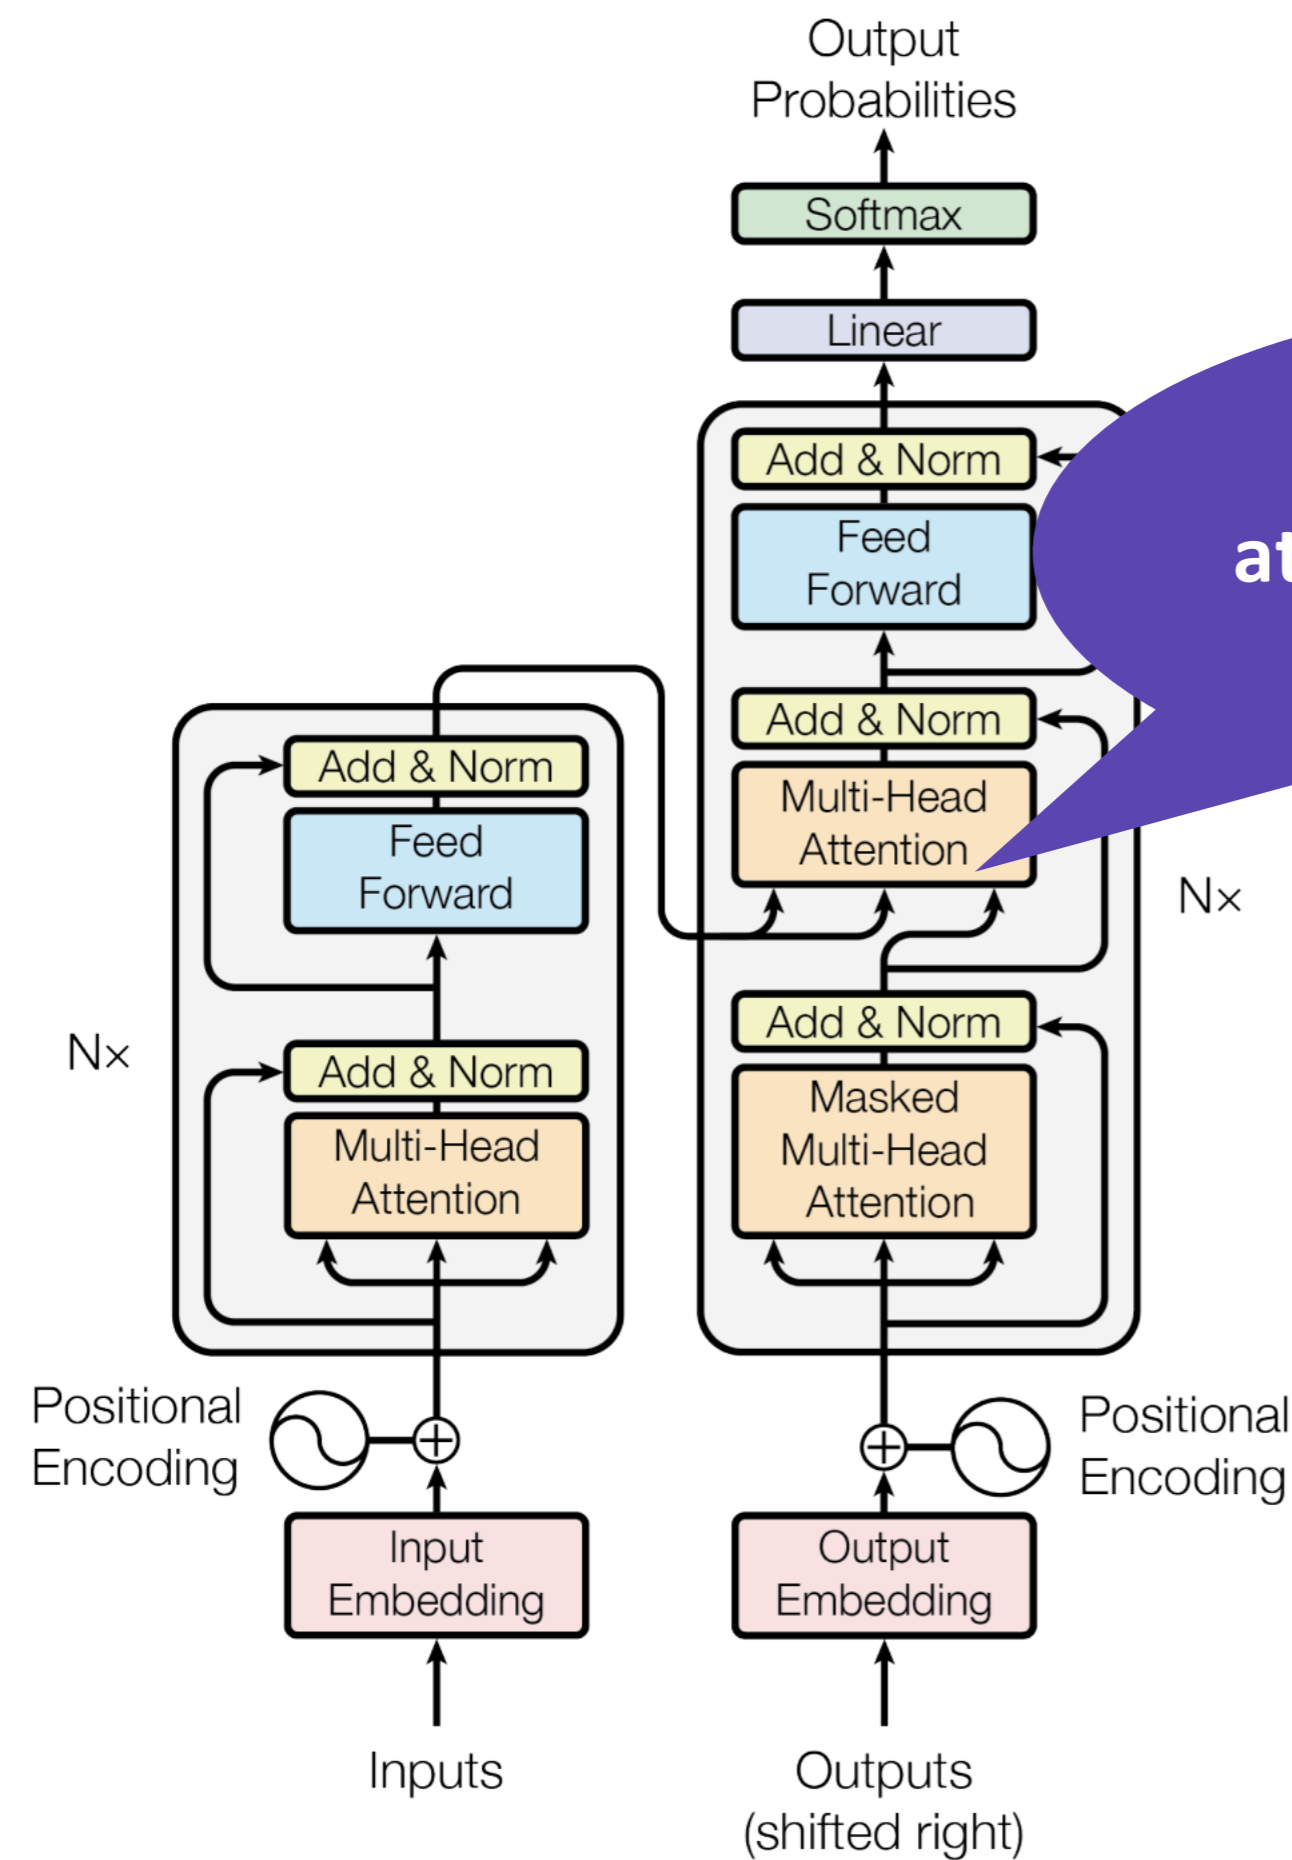 Output
Probabilities
Softmax
Linear
Add & Norm
Feed
Forward
Add & Norm
Multi-Head
Attention
Nx
Add & Norm
Masked
Multi-Head
Attention
Add & Norm
Feed
Forward
Nx
Add & Norm
Multi-Head
Attention
Positional
Encoding
Positional
Encoding
Input
Embedding
Output
Embedding
Inputs
Outputs
(shifted right)